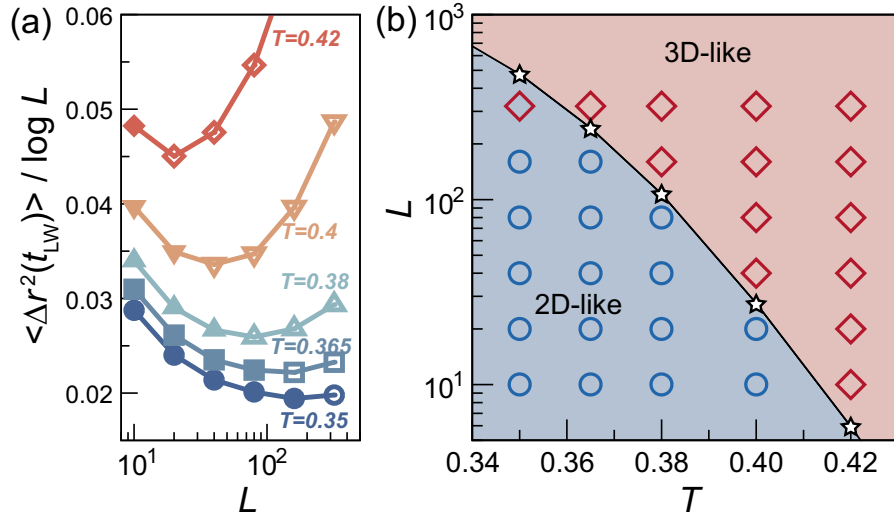 (a)
0.06
0.05
0.04
0.03
0.02
<Δr²(t_LW)> / log L
T=0.42
T=0.4
T=0.38
T=0.365
T=0.35
10¹
10²
L
(b)
10³
10²
10¹
L
3D-like
2D-like
0.34
0.36
0.38
0.40
0.42
T